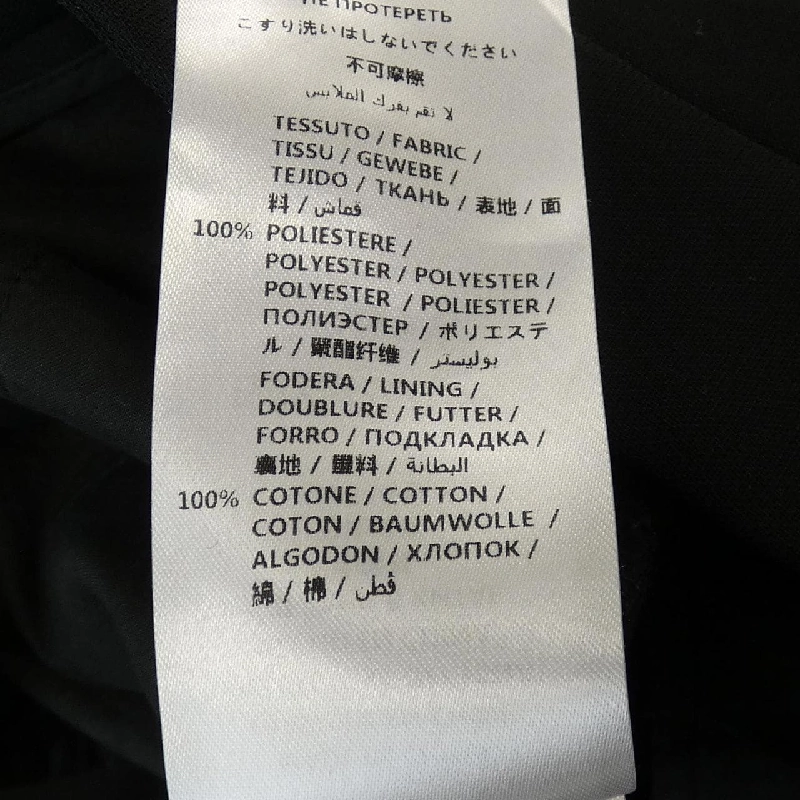 НЕ ПРОТЕРЕТЬ
こすり洗いはしないでください
不可摩擦
لا تقم بفرك الملابس
TESSUTO / FABRIC /
TISSU / GEWEBE /
TEJIDO / ТКАНЬ / 表地 / 面
料 / قماش
100% POLIESTERE /
POLYESTER / POLYESTER /
POLYESTER / POLIESTER /
ПОЛИЭСТЕР / ポリエステ
ル / 聚酯纤维 / بوليستر
FODERA / LINING /
DOUBLURE / FUTTER /
FORRO / ПОДКЛАДКА /
裏地 / 里料 / البطانة
100% COTONE / COTTON /
COTON / BAUMWOLLE /
ALGODON / ХЛОПОК /
綿 / 棉 / قُطن